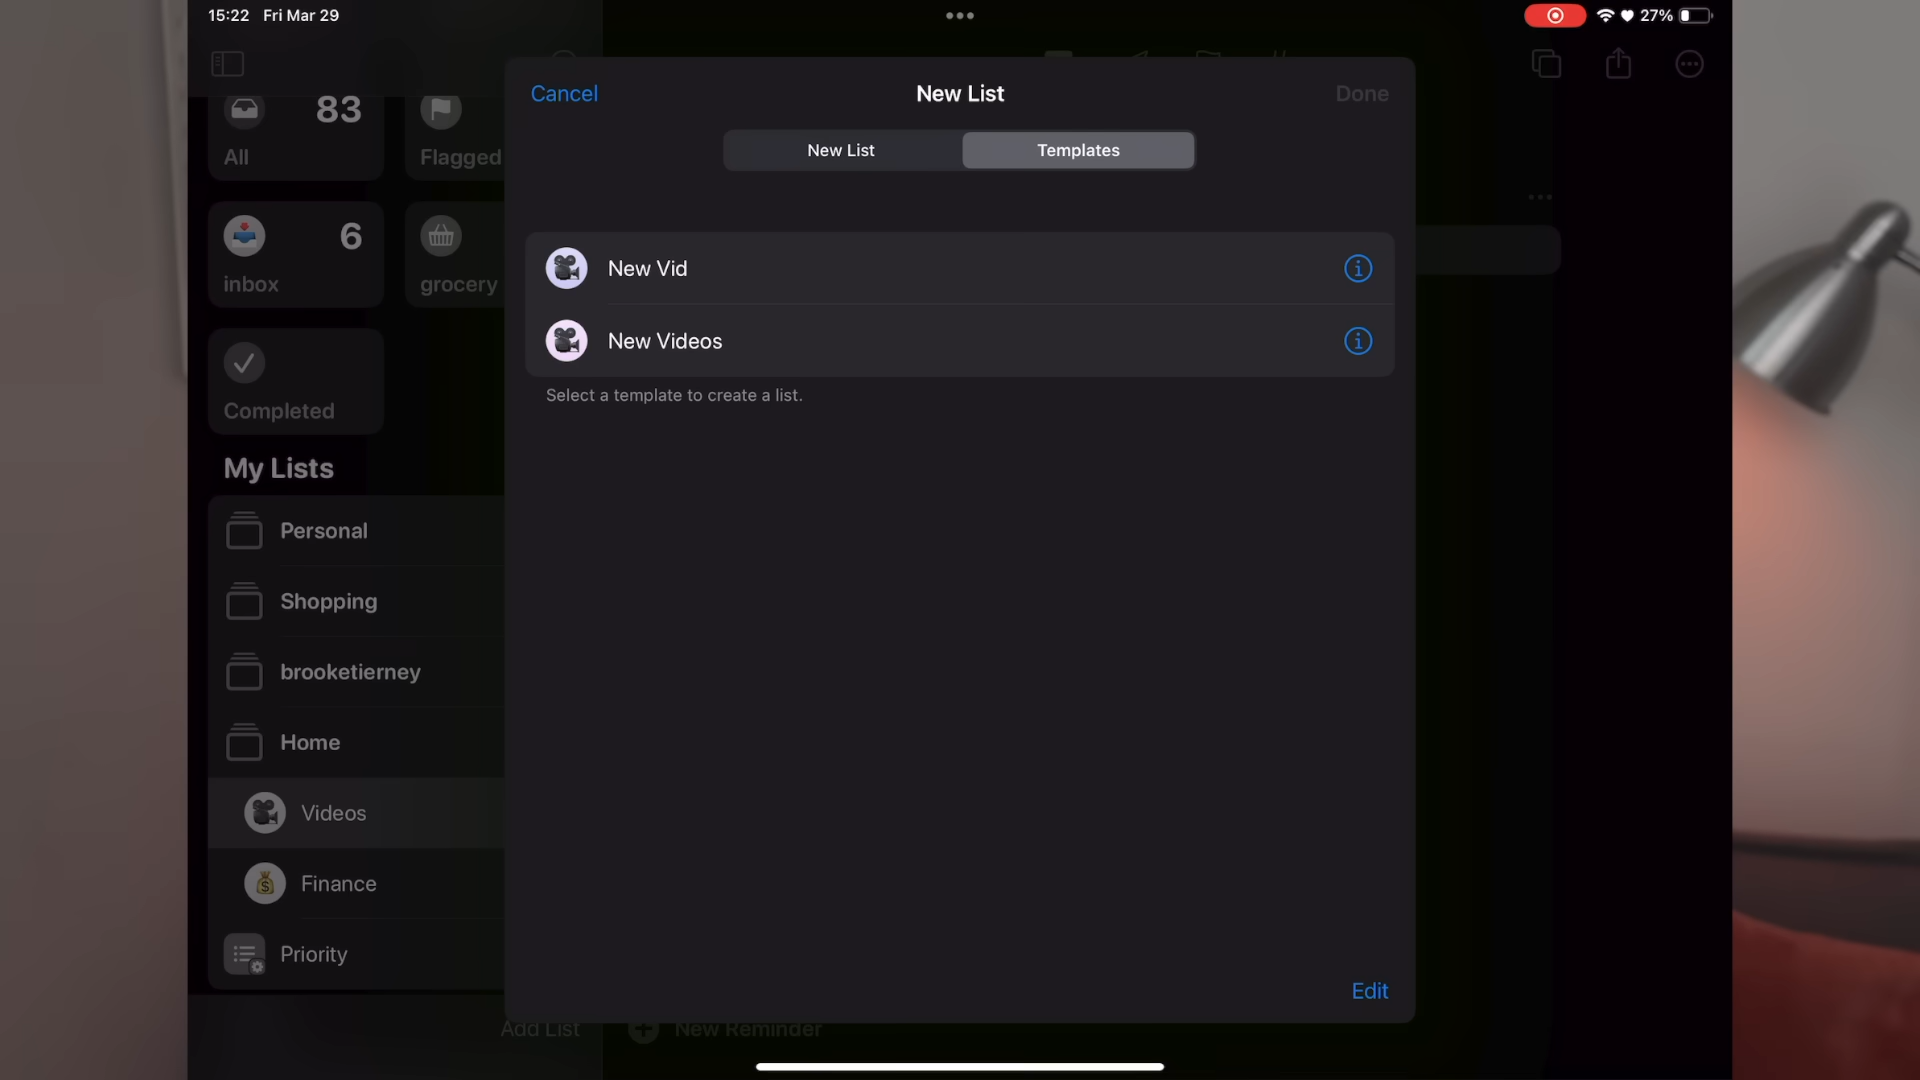 15:22 Fri Mar 29
27%
83
All
Flagged
6
inbox
grocery
Completed
My Lists
Personal
Shopping
brooketierney
Home
Videos
Finance
Priority
Add List
New Reminder
Cancel
New List
Done
New List
Templates
New Vid
New Videos
Select a template to create a list.
Edit